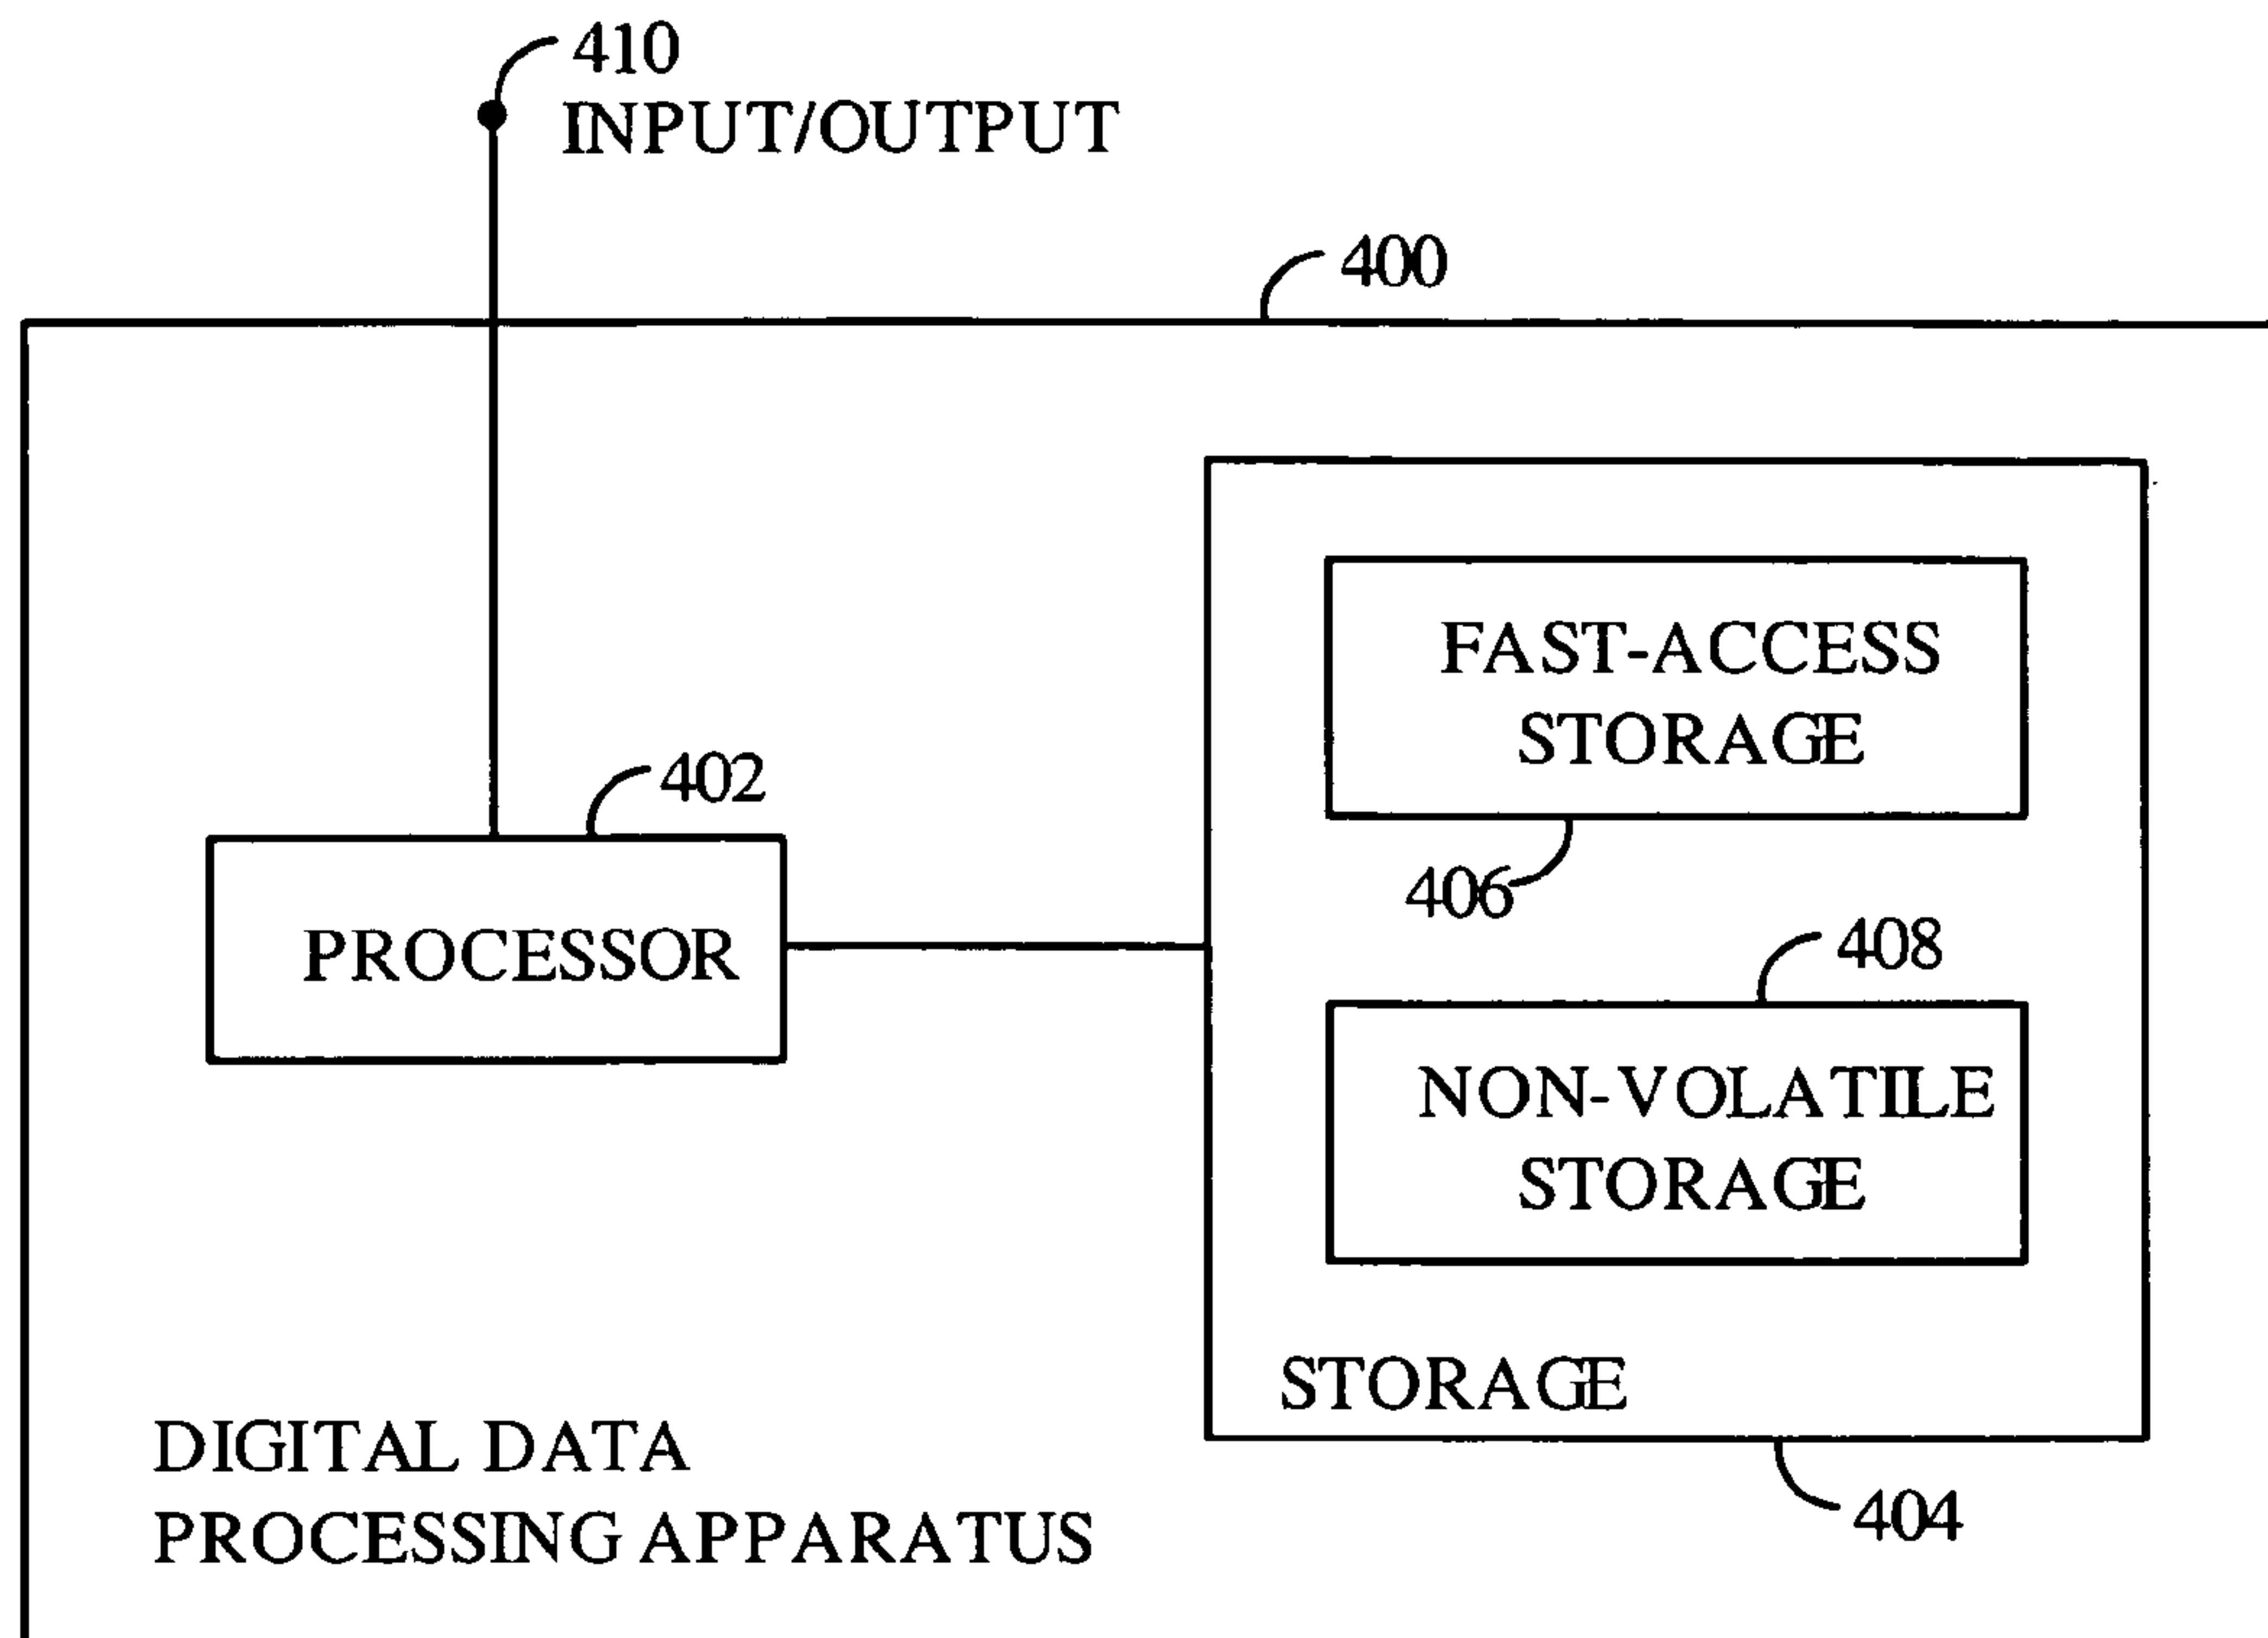 410
INPUT/OUTPUT
400
FAST-ACCESS
STORAGE
402
406
PROCESSOR
408
NON-VOLATILE
STORAGE
STORAGE
DIGITAL DATA
PROCESSING APPARATUS
404